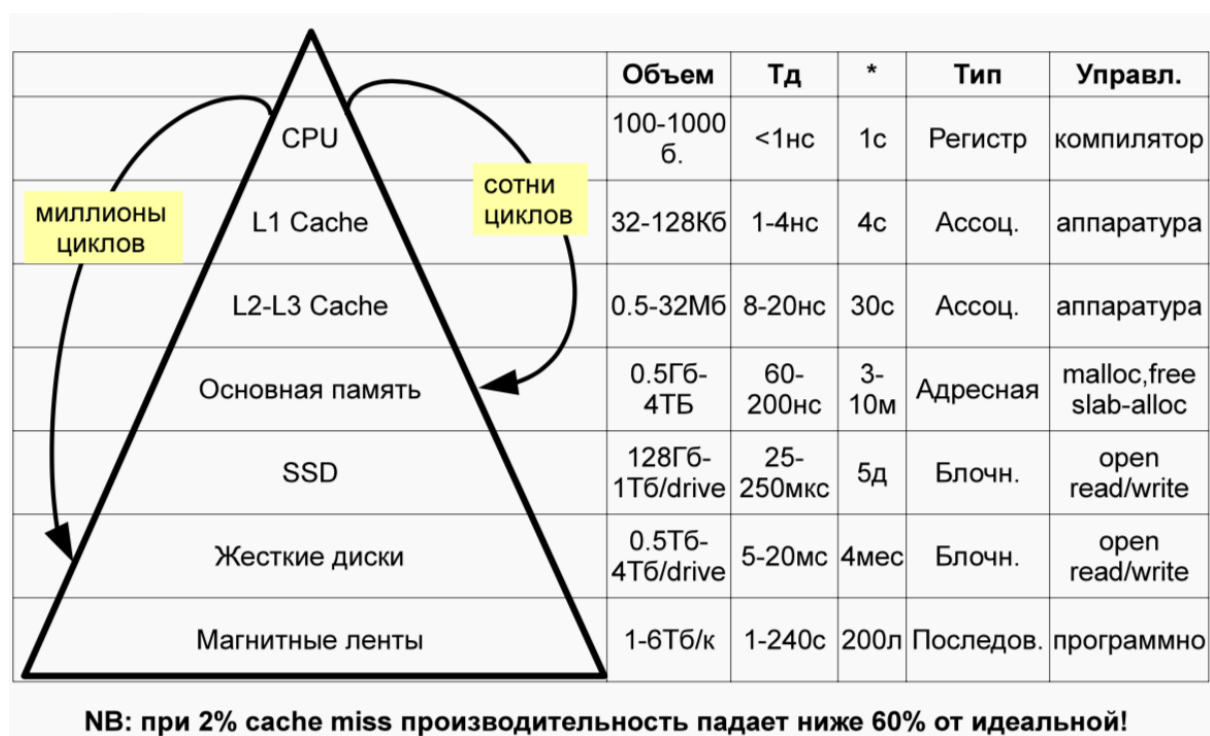 Объем Тд * Тип Управл.
CPU 100-1000 б. <1нс 1с Регистр компилятор
миллионы циклов
сотни циклов
L1 Cache 32-128Кб 1-4нс 4с Ассоц. аппаратура
L2-L3 Cache 0.5-32Мб 8-20нс 30с Ассоц. аппаратура
Основная память 0.5Гб-4ТБ 60-200нс 3-10м Адресная malloc,free slab-alloc
SSD 128Гб-1Тб/drive 25-250мкс 5д Блочн. open read/write
Жесткие диски 0.5Тб-4Тб/drive 5-20мс 4мес Блочн. open read/write
Магнитные ленты 1-6Тб/к 1-240с 200л Последов. программно
NB: при 2% cache miss производительность падает ниже 60% от идеальной!